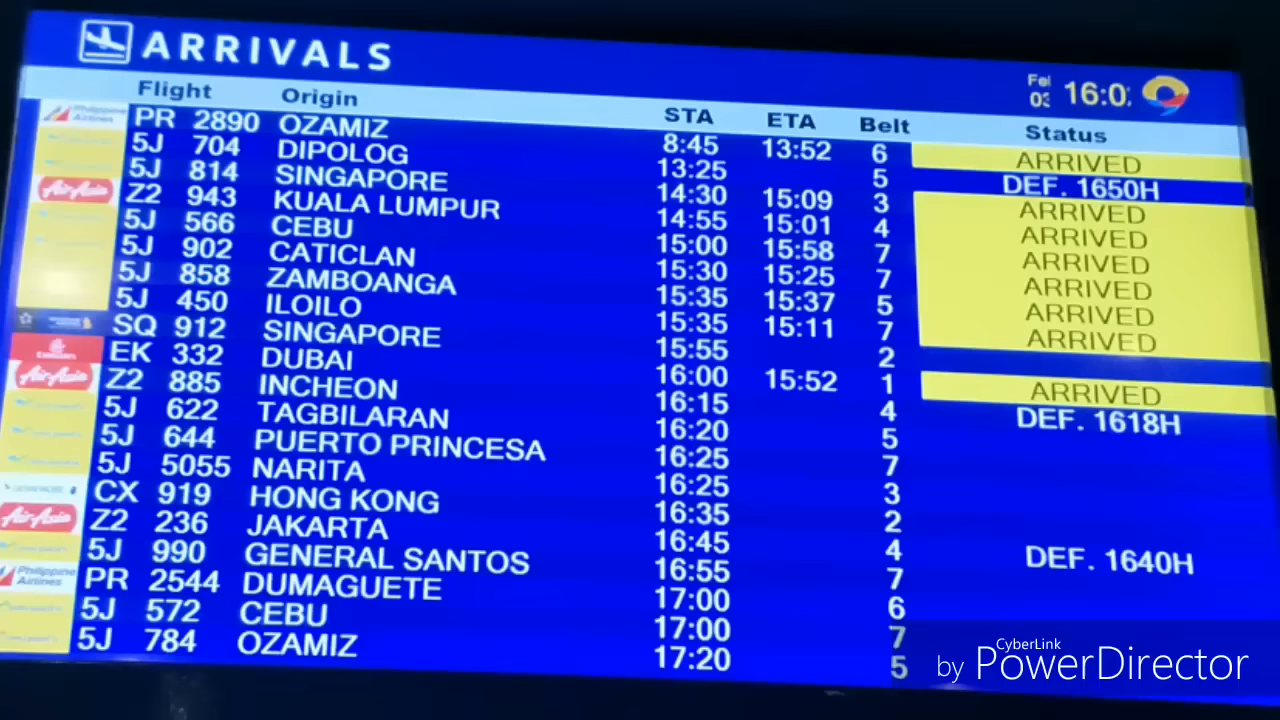 ARRIVALS
16:0
Flight Origin STA ETA Belt Status
Philippine Airlines PR 2890 OZAMIZ 8:45 13:52 6 ARRIVED
5J 704 DIPOLOG 13:25 5 DEF. 1650H
5J 814 SINGAPORE 14:30 15:09 3 ARRIVED
AirAsia Z2 943 KUALA LUMPUR 14:55 15:01 4 ARRIVED
5J 566 CEBU 15:00 15:58 7 ARRIVED
5J 902 CATICLAN 15:30 15:25 7 ARRIVED
5J 858 ZAMBOANGA 15:35 15:37 5 ARRIVED
5J 450 ILOILO 15:35 15:11 7 ARRIVED
SQ 912 SINGAPORE 15:55 2
Emirates EK 332 DUBAI 16:00 15:52 1 ARRIVED
AirAsia Z2 885 INCHEON 16:15 4 DEF. 1618H
5J 622 TAGBILARAN 16:20 5
5J 644 PUERTO PRINCESA 16:25 7
5J 5055 NARITA 16:25 3
CX 919 HONG KONG 16:35 2
AirAsia Z2 236 JAKARTA 16:45 4 DEF. 1640H
5J 990 GENERAL SANTOS 16:55 7
Philippine Airlines PR 2544 DUMAGUETE 17:00 6
5J 572 CEBU 17:00 7
5J 784 OZAMIZ 17:20 5
by CyberLink PowerDirector